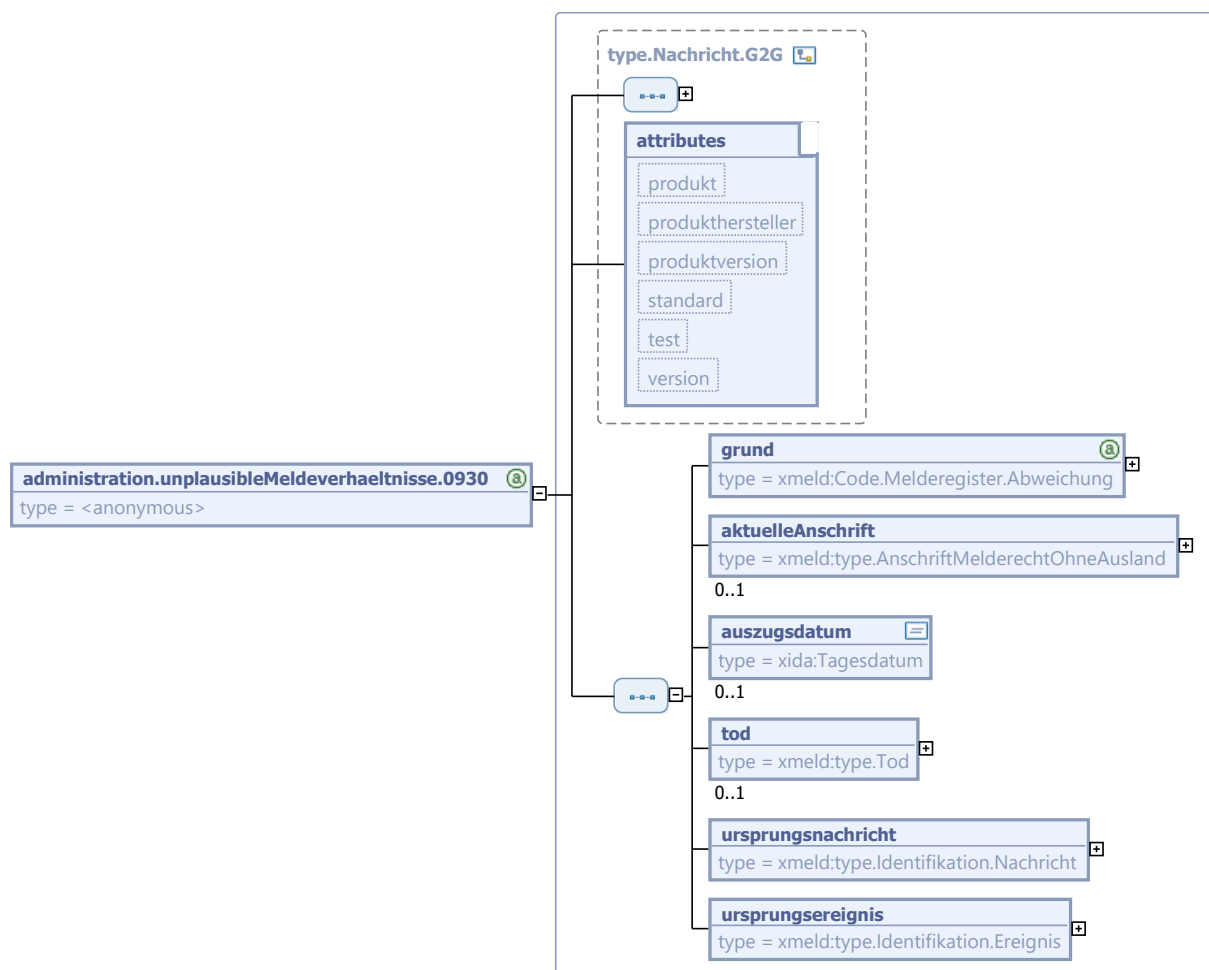 type.Nachricht.G2G
attributes
produkt
produkthersteller
produktversion
standard
test
version
administration.unplausibleMeldeverhaeltnisse.0930
type = <anonymous>
grund
type = xmeld:Code.Melderegister.Abweichung
aktuelleAnschrift
type = xmeld:type.AnschriftMelderechtOhneAusland
0..1
auszugsdatum
type = xida:Tagesdatum
0..1
tod
type = xmeld:type.Tod
0..1
ursprungsnachricht
type = xmeld:type.Identifikation.Nachricht
ursprungsereignis
type = xmeld:type.Identifikation.Ereignis